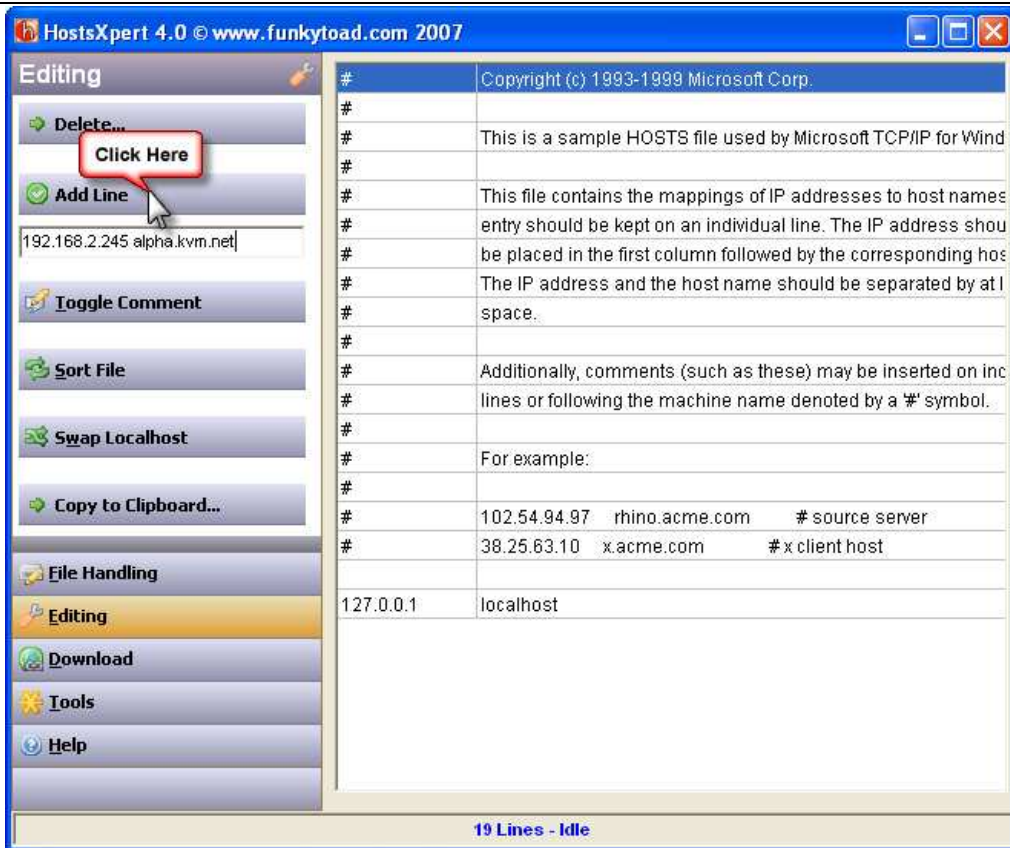 HostsXpert 4.0 © www.funkytoad.com 2007
Editing
Delete...
Click Here
Add Line
192.168.2.245 alpha.kvm.net
Toggle Comment
Sort File
Swap Localhost
Copy to Clipboard...
File Handling
Editing
Download
Tools
Help
# Copyright (c) 1993-1999 Microsoft Corp.
#
# This is a sample HOSTS file used by Microsoft TCP/IP for Wind
#
# This file contains the mappings of IP addresses to host names
# entry should be kept on an individual line. The IP address shou
# be placed in the first column followed by the corresponding hos
# The IP address and the host name should be separated by at l
# space.
#
# Additionally, comments (such as these) may be inserted on inc
# lines or following the machine name denoted by a '#' symbol.
#
# For example:
#
# 102.54.94.97 rhino.acme.com # source server
# 38.25.63.10 x.acme.com # x client host
127.0.0.1 localhost
19 Lines - Idle